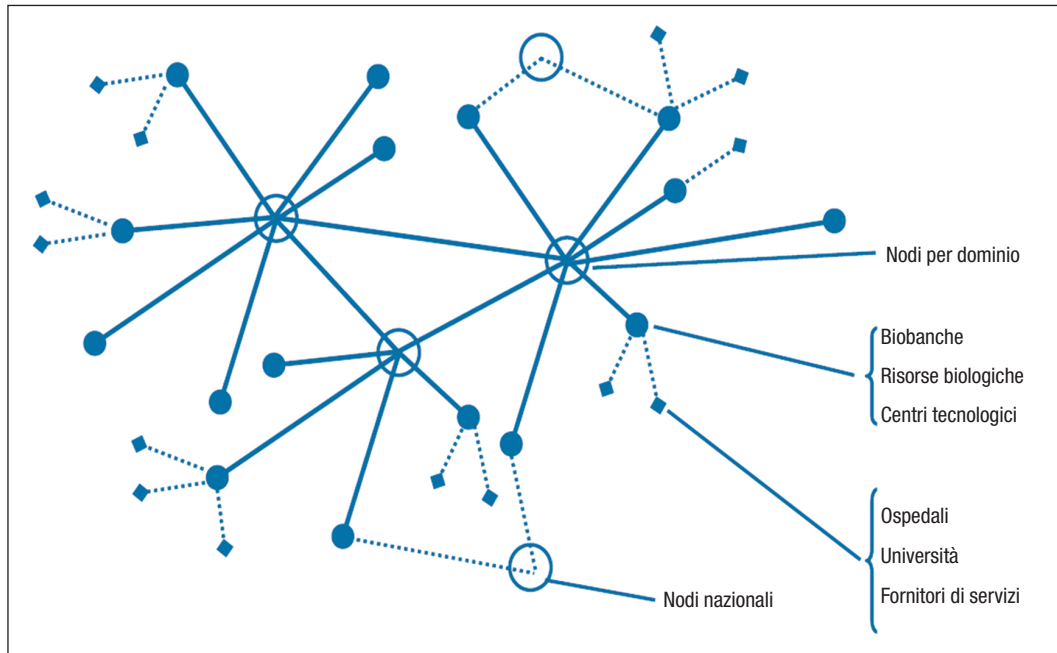 Nodi per dominio
Biobanche
Risorse biologiche
Centri tecnologici
Ospedali
Università
Fornitori di servizi
Nodi nazionali